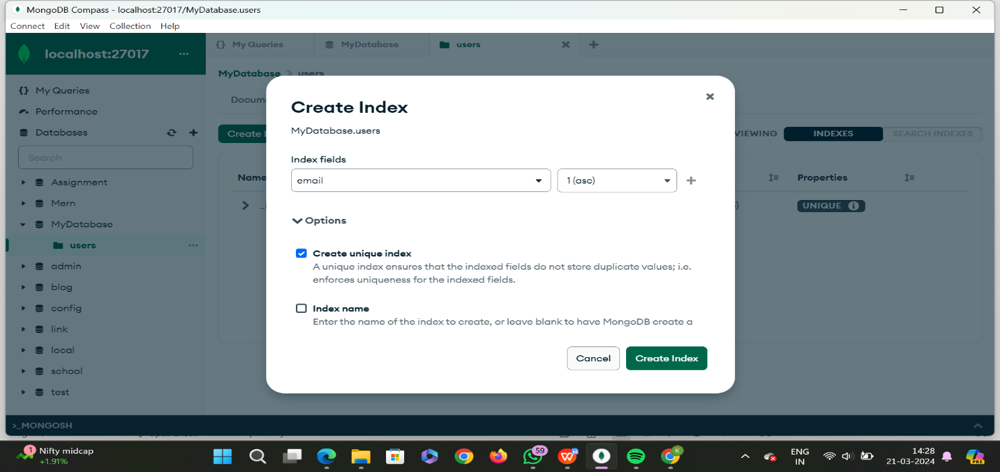 MongoDB Compass - localhost:27017/MyDatabase.users
Connect Edit View Collection Help
localhost:27017 ...
{} My Queries
MyDatabase
users
MyDatabase > users
{} My Queries
Performance
Databases
Search
Assignment
Mern
MyDatabase
users ...
admin
blog
config
link
local
school
test
Create
VIEWING INDEXES SEARCH INDEXES
Name
Properties
UNIQUE
Create Index
MyDatabase.users
Index fields
email 1 (asc)
Options
Create unique index
A unique index ensures that the indexed fields do not store duplicate values; i.e.
enforces uniqueness for the indexed fields.
Index name
Enter the name of the index to create, or leave blank to have MongoDB create a
Cancel Create Index
>_MONGOSH
1 Nifty midcap
+1.91%
59
W
K
ENG
IN
14:28
21-03-2024
PRE